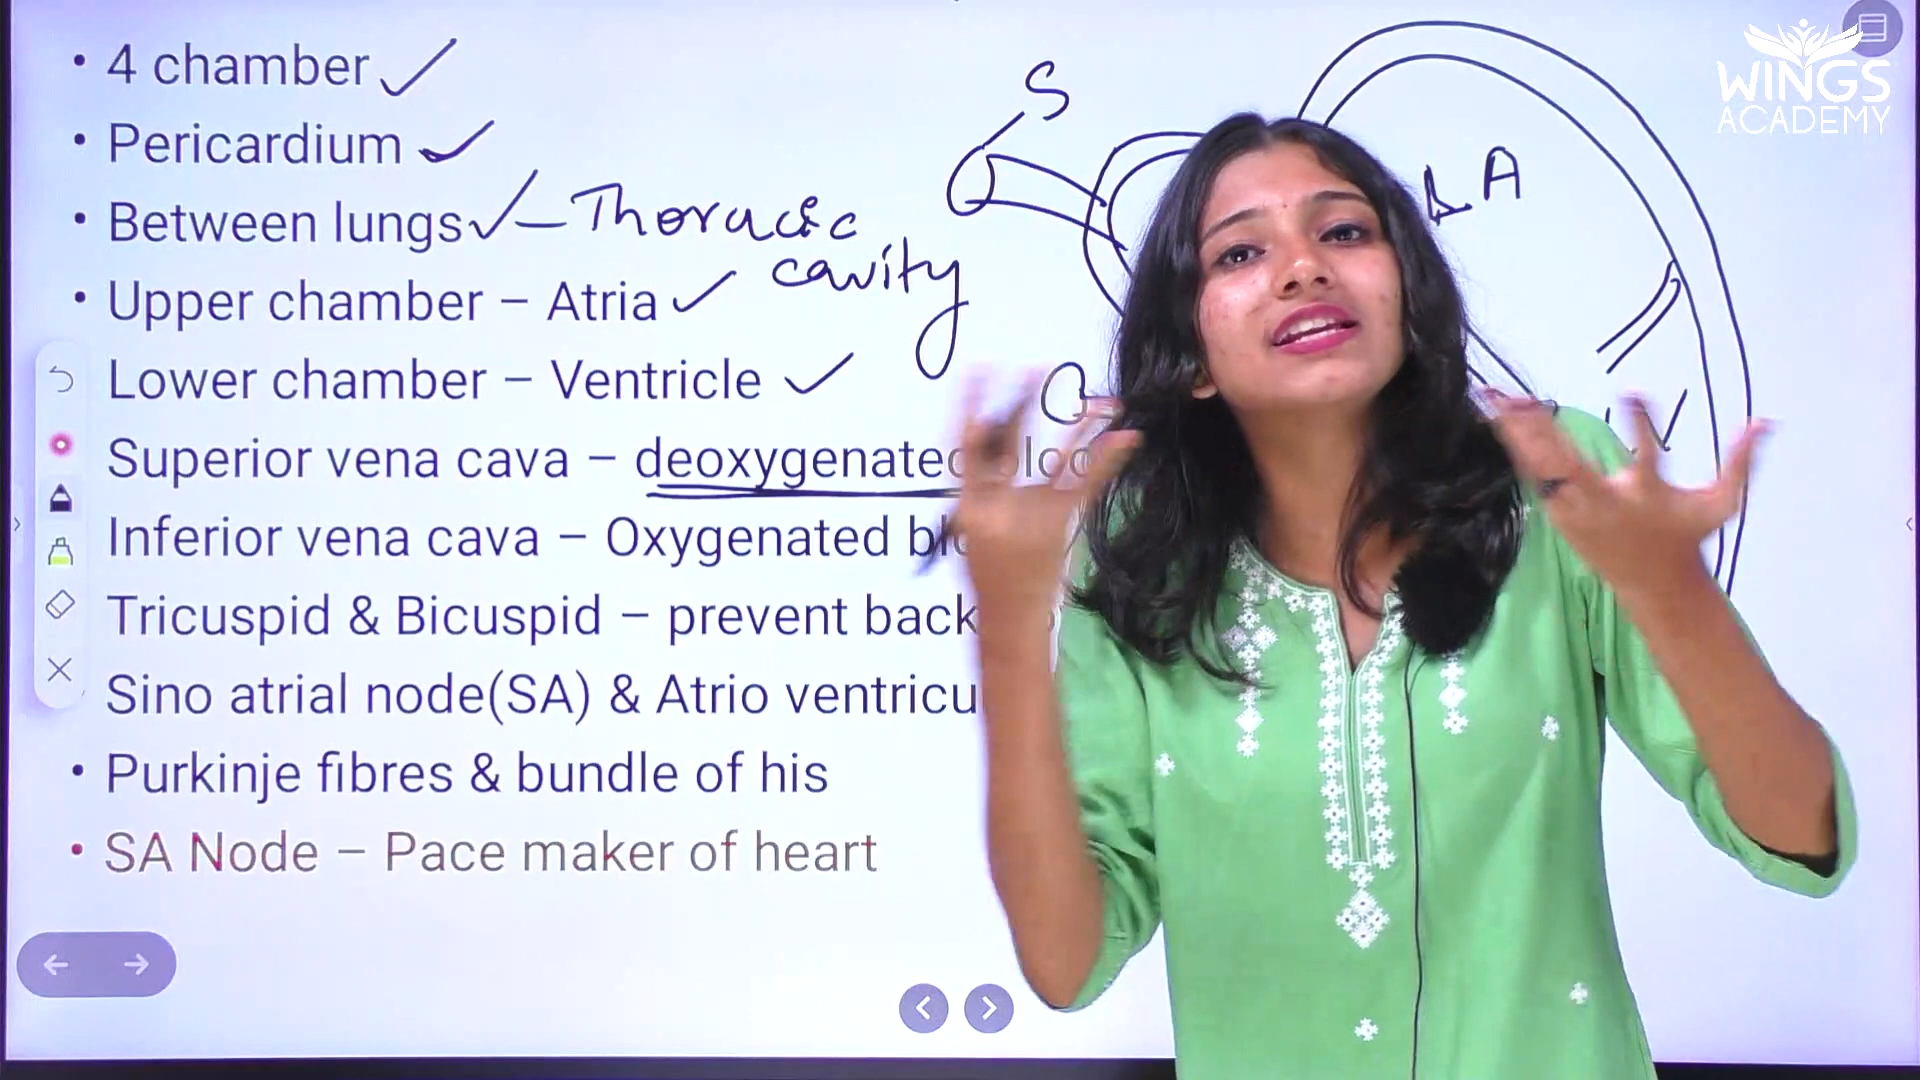 • 4 chamber
• Pericardium
• Between lungs – Thoracic
cavity
• Upper chamber – Atria
Lower chamber – Ventricle
Superior vena cava – deoxygenated
Inferior vena cava – Oxygenated
Tricuspid & Bicuspid – prevent back
Sino atrial node(SA) & Atrio
• Purkinje fibres & bundle of his
• SA Node – Pace maker of heart
S
LA
WINGS
ACADEMY